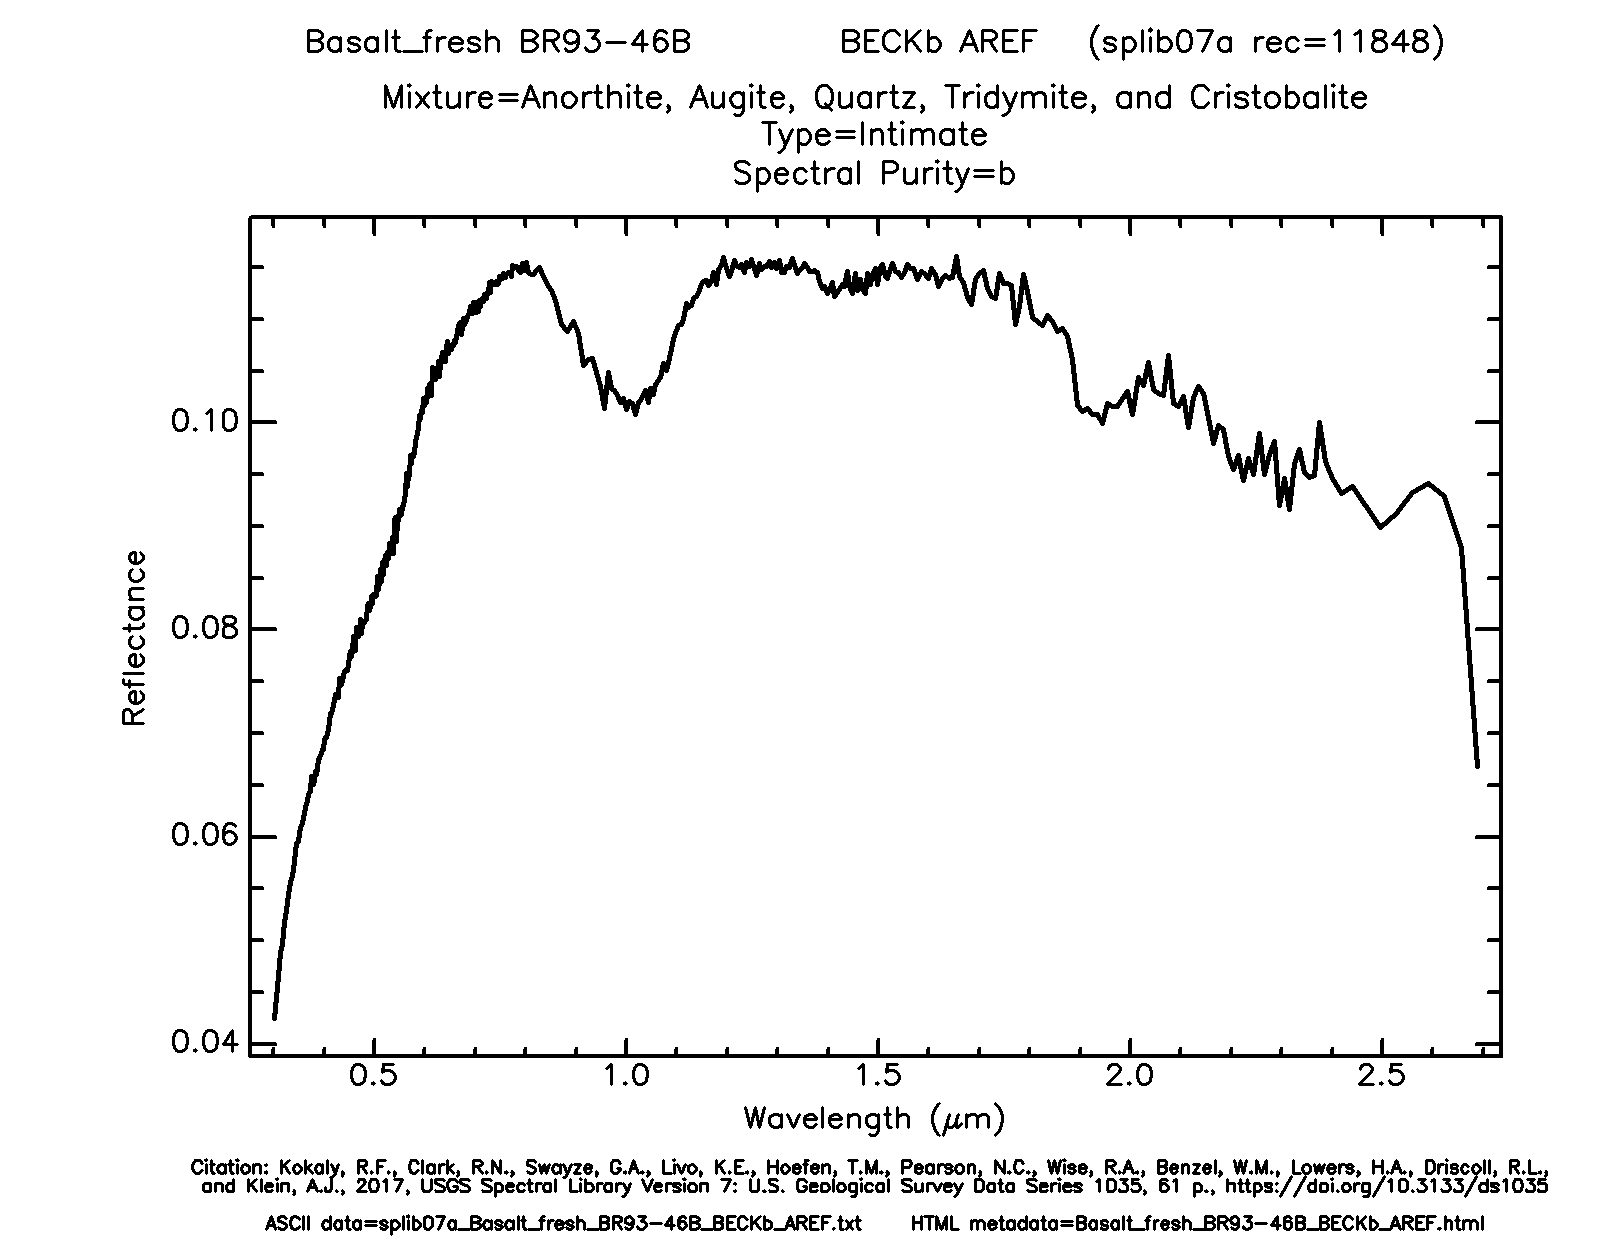 Basalt_fresh BR93-46B BECKb AREF (splib07a rec=11848)
Mixture=Anorthite, Augite, Quartz, Tridymite, and Cristobalite
Type=Intimate
Spectral Purity=b
Reflectance
0.10
0.08
0.06
0.04
0.5 1.0 1.5 2.0 2.5
Wavelength (μm)
Citation: Kokaly, R.F., Clark, R.N., Swayze, G.A., Livo, K.E., Hoefen, T.M., Pearson, N.C., Wise, R.A., Benzel, W.M., Lowers, H.A., Driscoll, R.L.,
and Klein, A.J., 2017, USGS Spectral Library Version 7: U.S. Geological Survey Data Series 1035, 61 p., https://doi.org/10.3133/ds1035
ASCII data=splib07a_Basalt_fresh_BR93-46B_BECKb_AREF.txt HTML metadata=Basalt_fresh_BR93-46B_BECKb_AREF.html